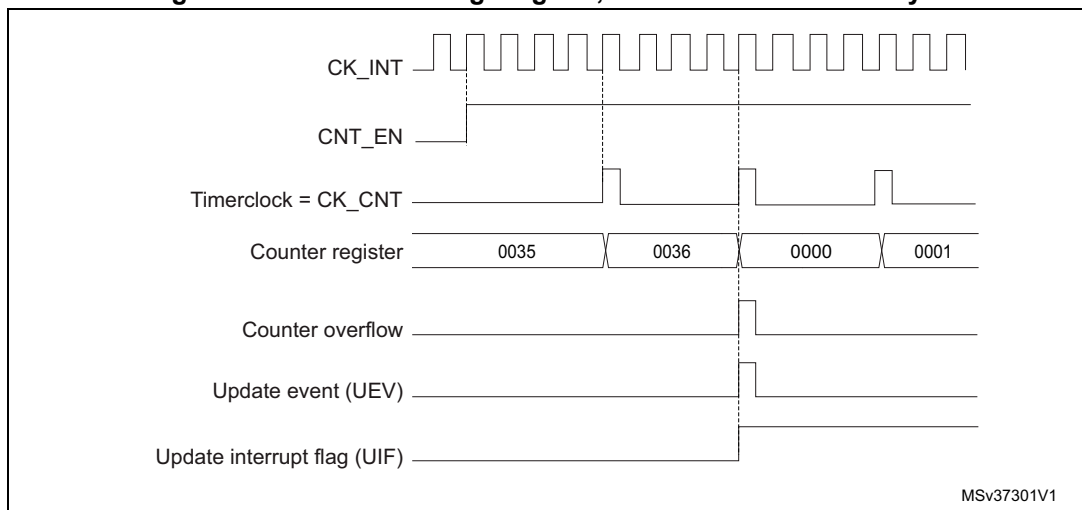 CK_INT
CNT_EN
Timerclock = CK_CNT
Counter register 0035 0036 0000 0001
Counter overflow
Update event (UEV)
Update interrupt flag (UIF)
MSv37301V1